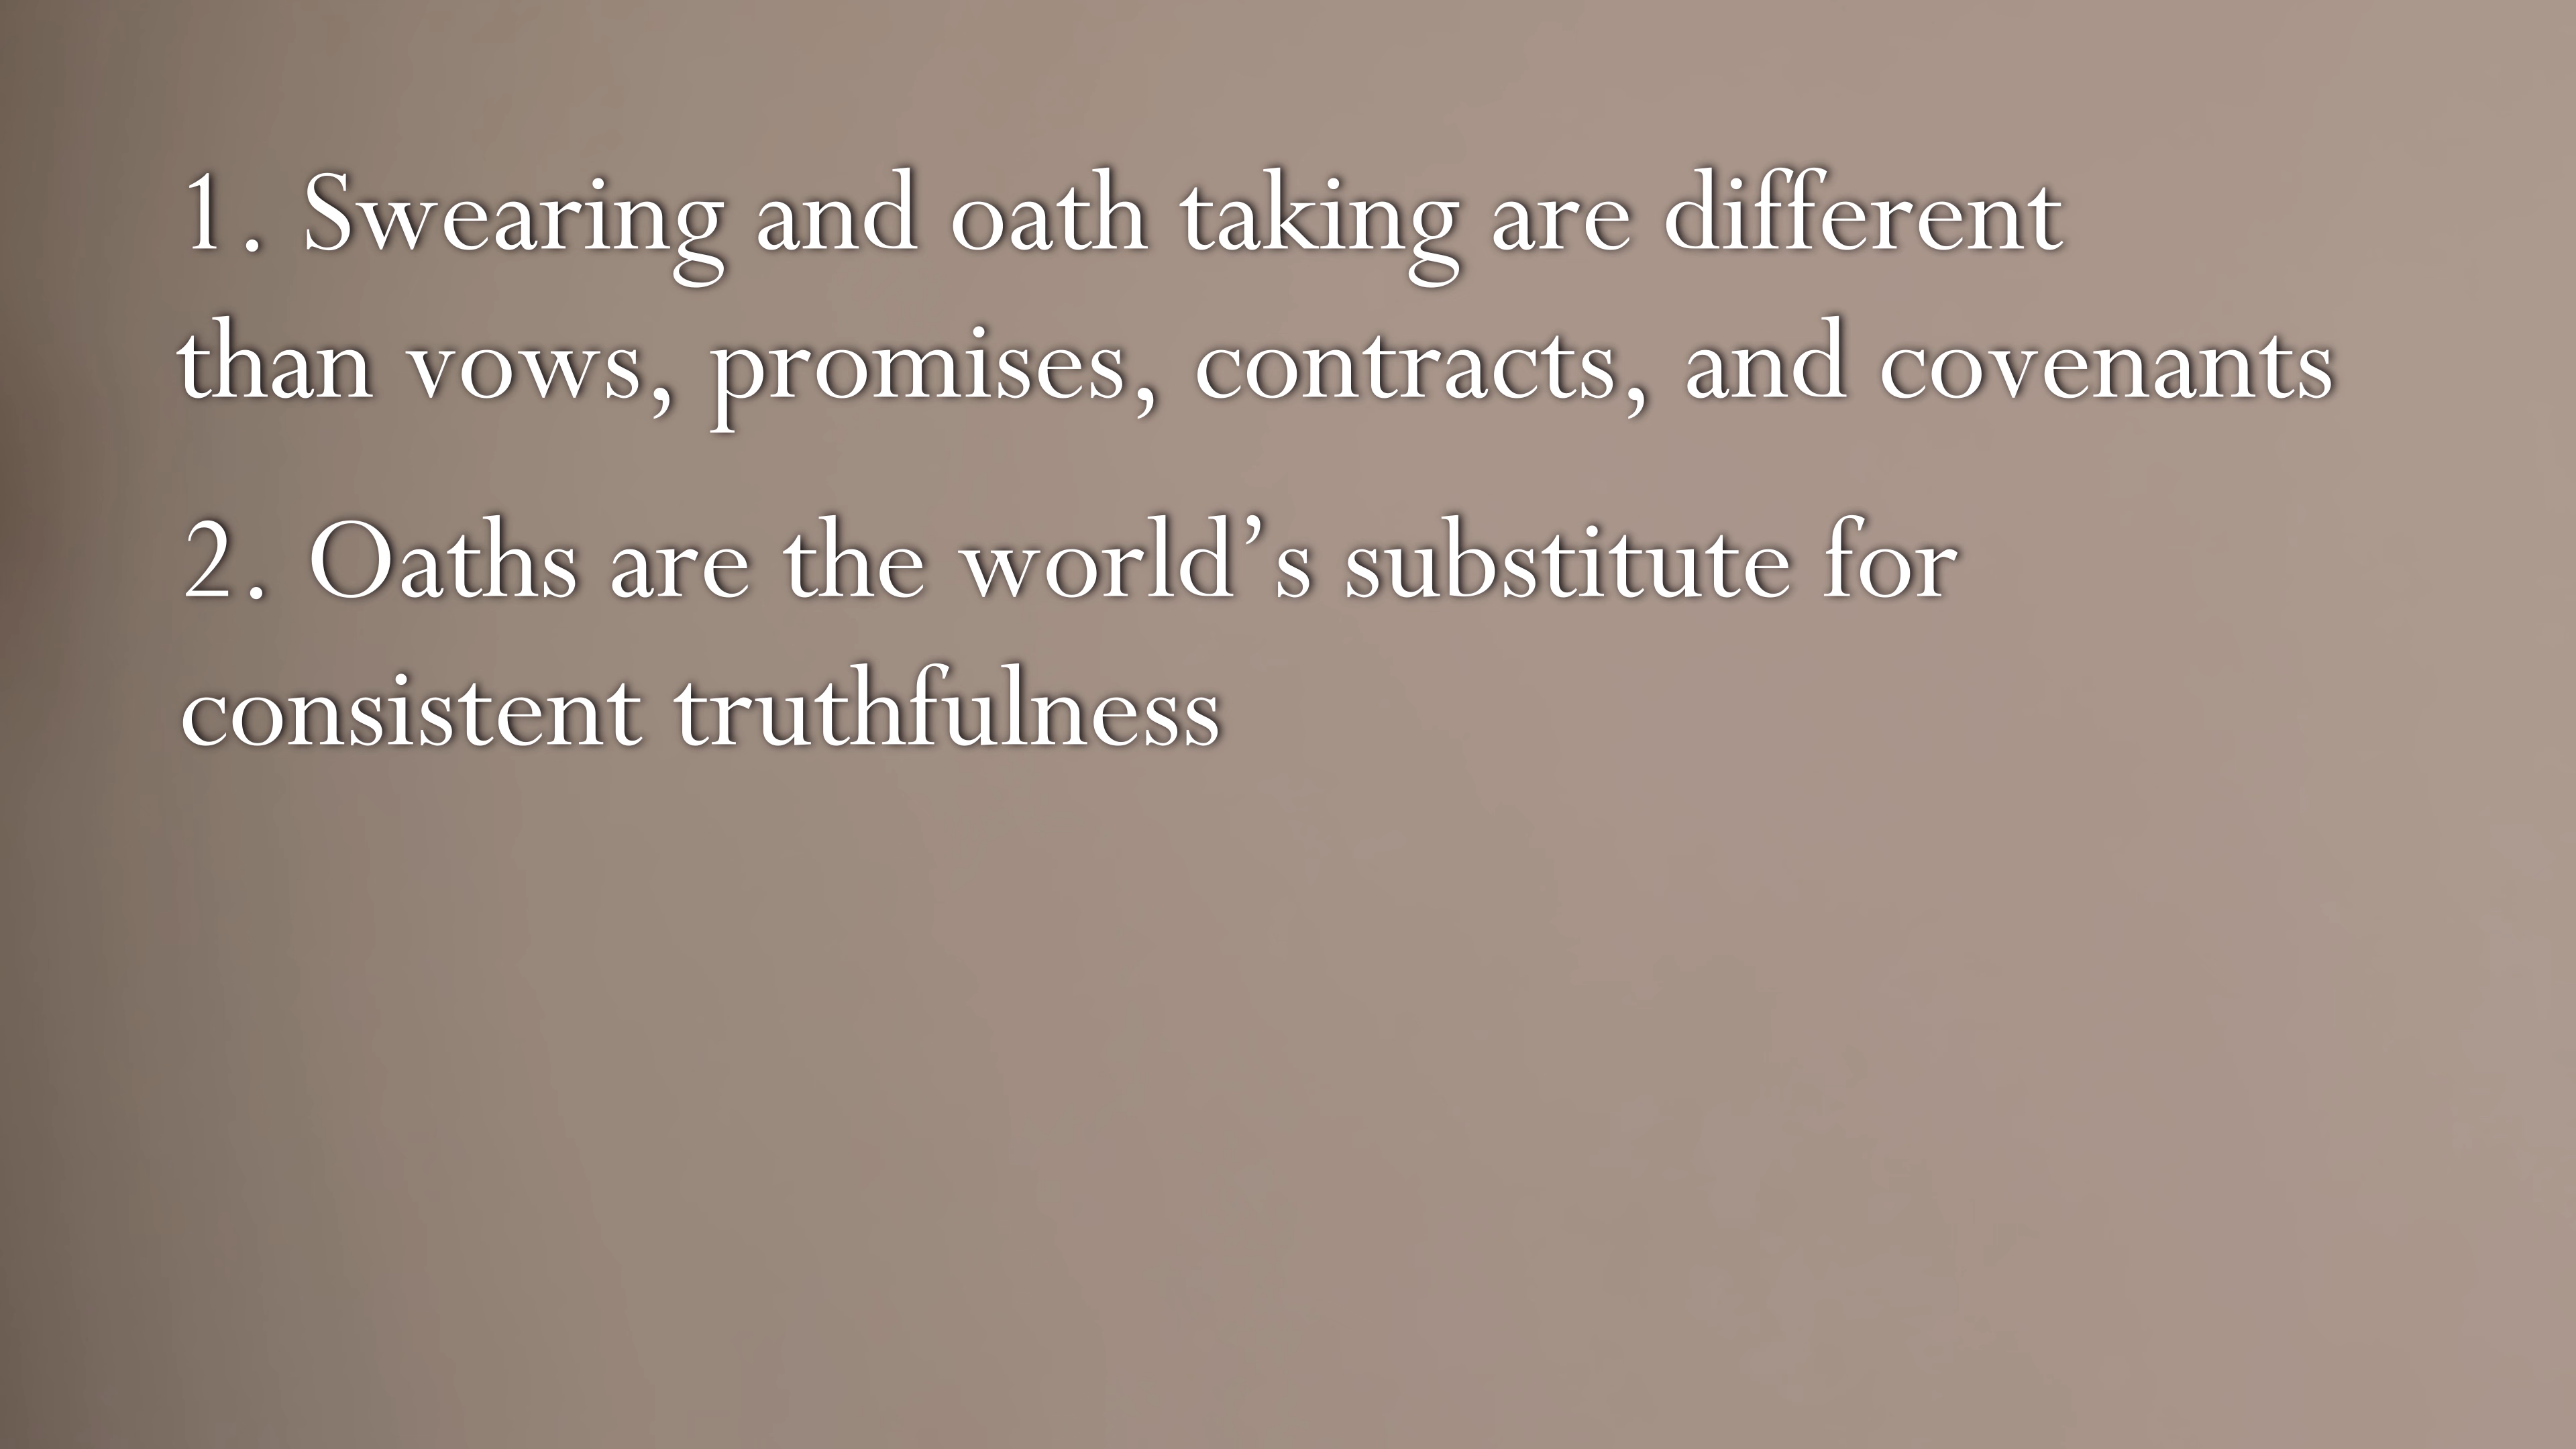 1. Swearing and oath taking are different
than vows, promises, contracts, and covenants
2. Oaths are the world’s substitute for
consistent truthfulness